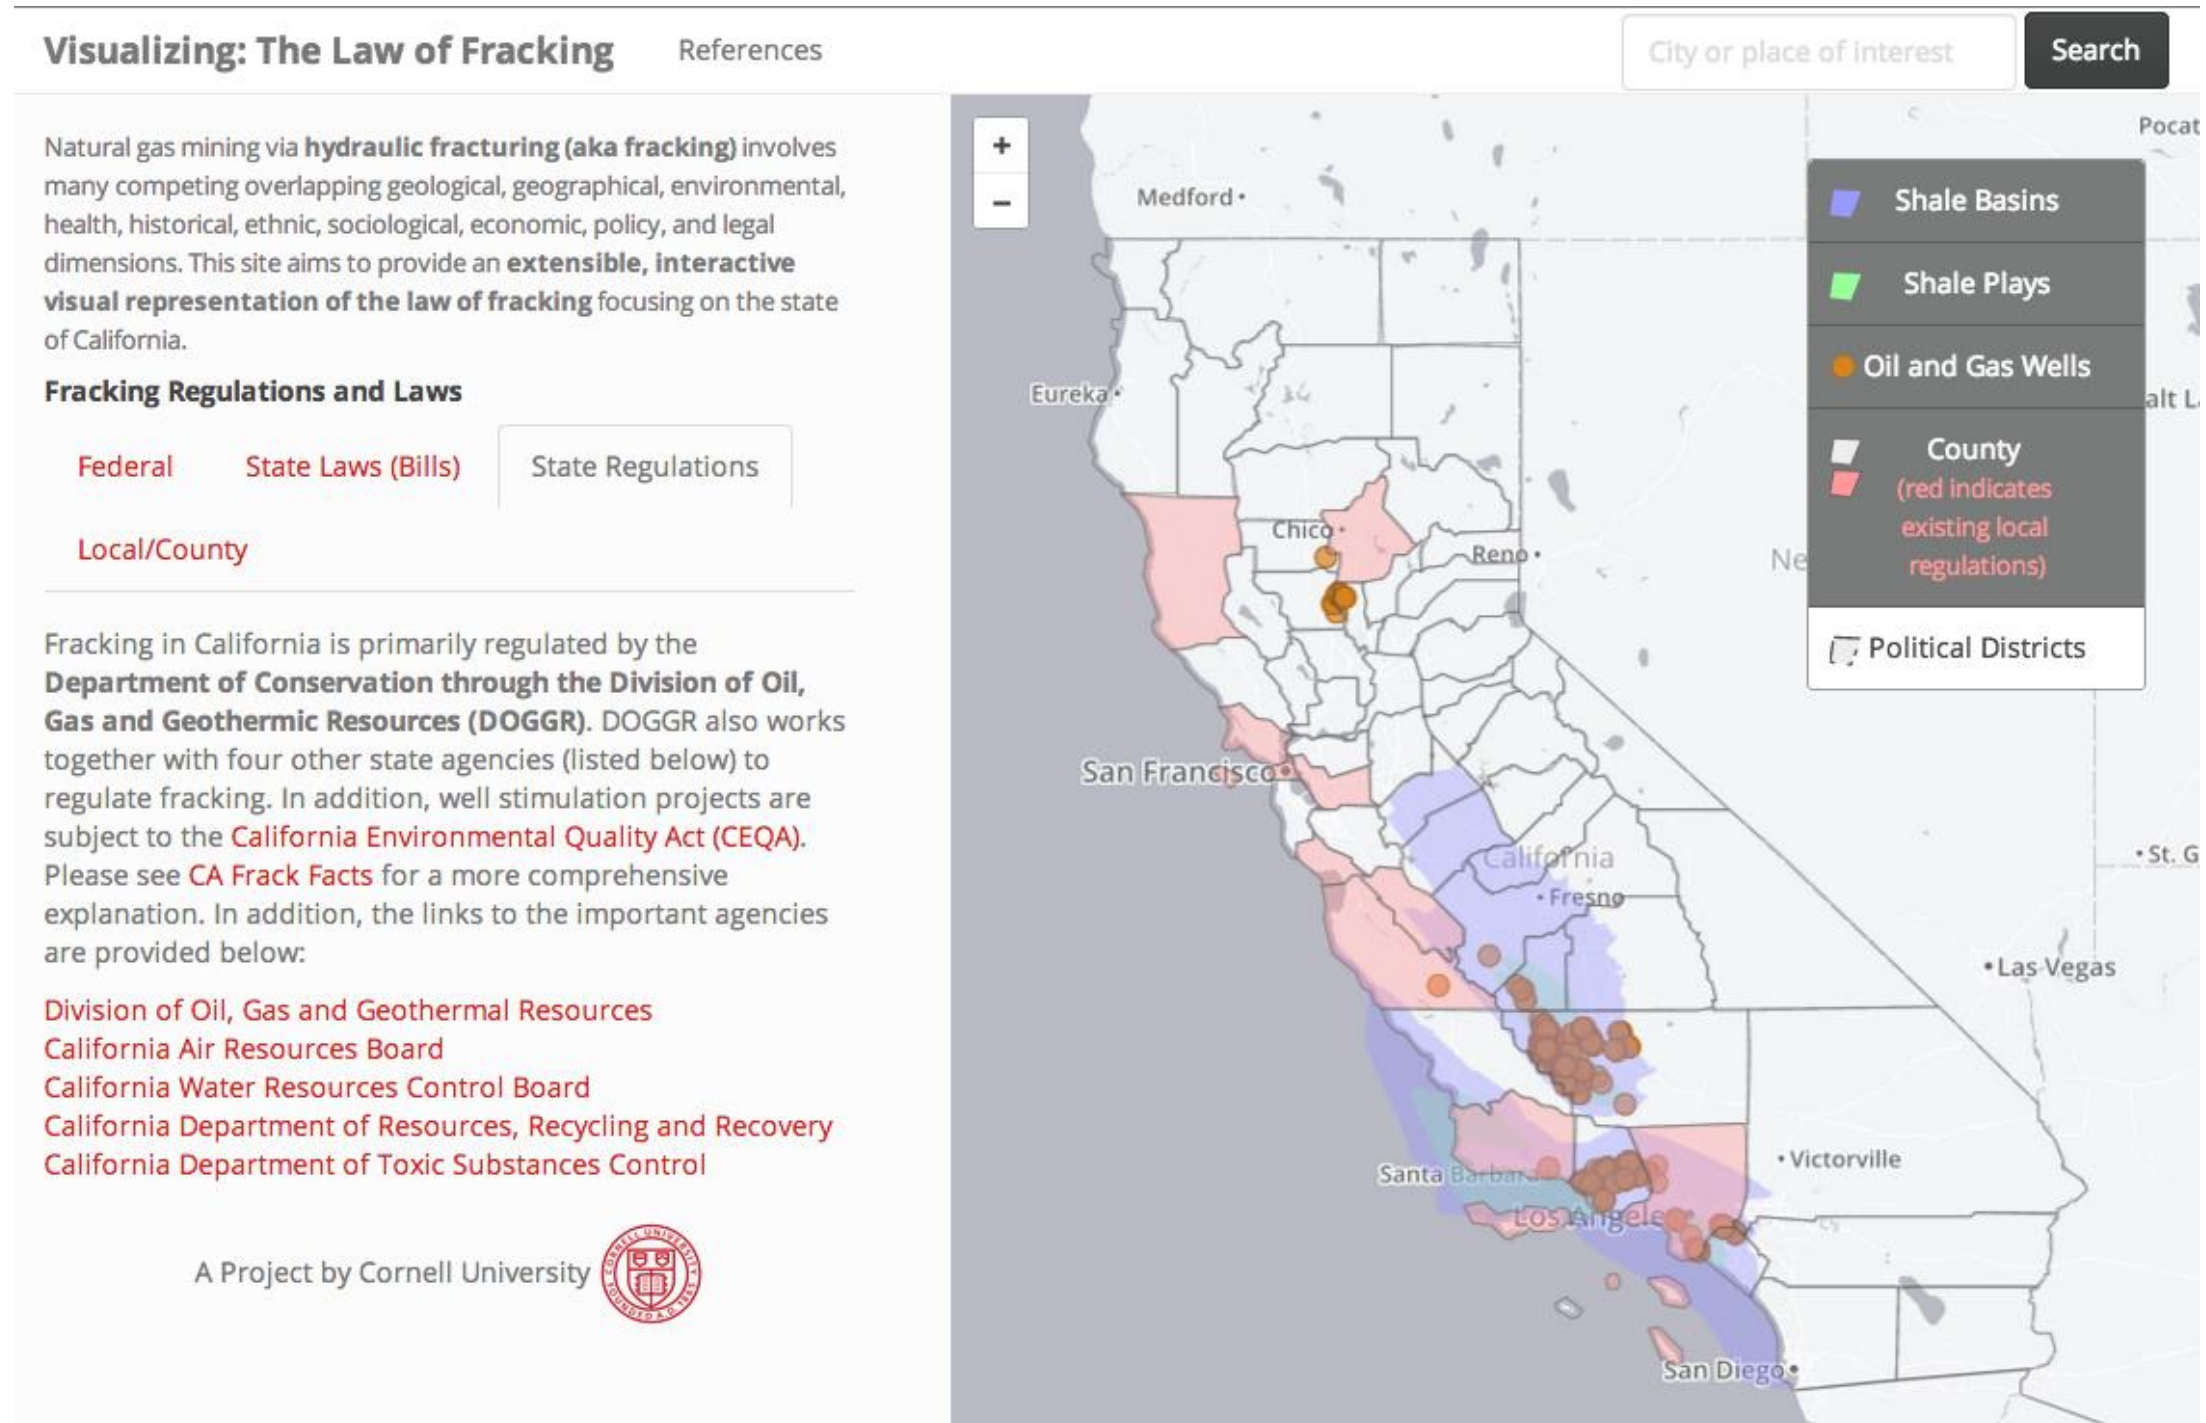 Visualizing: The Law of Fracking
References
City or place of interest
Search
Natural gas mining via hydraulic fracturing (aka fracking) involves
many competing overlapping geological, geographical, environmental,
health, historical, ethnic, sociological, economic, policy, and legal
dimensions. This site aims to provide an extensible, interactive
visual representation of the law of fracking focusing on the state
of California.
Fracking Regulations and Laws
Federal
State Laws (Bills)
State Regulations
Local/County
Fracking in California is primarily regulated by the
Department of Conservation through the Division of Oil,
Gas and Geothermic Resources (DOGGR). DOGGR also works
together with four other state agencies (listed below) to
regulate fracking. In addition, well stimulation projects are
subject to the California Environmental Quality Act (CEQA).
Please see CA Frack Facts for a more comprehensive
explanation. In addition, the links to the important agencies
are provided below:
Division of Oil, Gas and Geothermal Resources
California Air Resources Board
California Water Resources Control Board
California Department of Resources, Recycling and Recovery
California Department of Toxic Substances Control
A Project by Cornell University
+
−
Medford
Pocat
Shale Basins
Shale Plays
Oil and Gas Wells
County
(red indicates
existing local
regulations)
Political Districts
Eureka
alt L
Chico
Reno
Ne
San Francisco
California
Fresno
St. G
Las Vegas
Victorville
Santa Barbara
Los Angele
San Diego